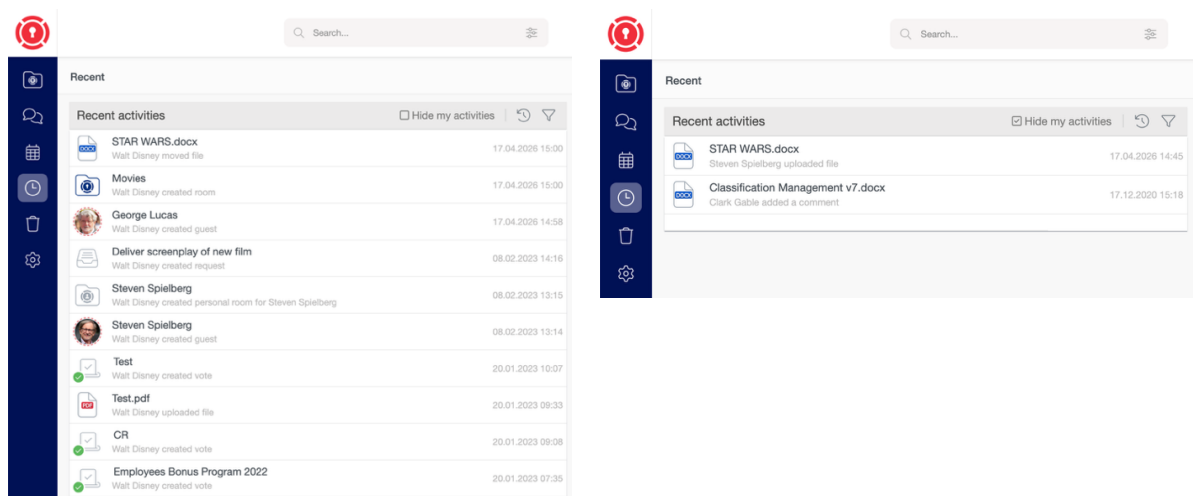 Search...
Recent
Recent activities
Hide my activities
STAR WARS.docx
Walt Disney moved file
17.04.2026 15:00
Movies
Walt Disney created room
17.04.2026 15:00
George Lucas
Walt Disney created guest
17.04.2026 14:58
Deliver screenplay of new film
Walt Disney created request
08.02.2023 14:16
Steven Spielberg
Walt Disney created personal room for Steven Spielberg
08.02.2023 13:15
Steven Spielberg
Walt Disney created guest
08.02.2023 13:14
Test
Walt Disney created vote
20.01.2023 10:07
Test.pdf
Walt Disney uploaded file
20.01.2023 09:33
CR
Walt Disney created vote
20.01.2023 09:08
Employees Bonus Program 2022
Walt Disney created vote
20.01.2023 07:35
DOCX
PDF
Search...
Recent
Recent activities
Hide my activities
DOCX
STAR WARS.docx
Steven Spielberg uploaded file
17.04.2026 14:45
DOCX
Classification Management v7.docx
Clark Gable added a comment
17.12.2020 15:18